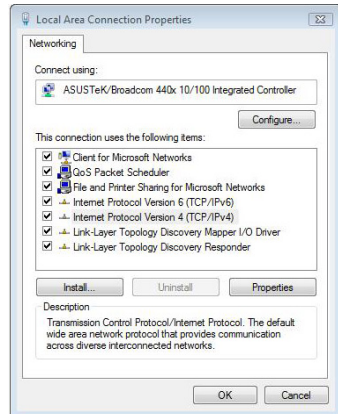 Local Area Connection Properties
Networking
Connect using:
ASUSTeK/Broadcom 440x 10/100 Integrated Controller
Configure...
This connection uses the following items:
Client for Microsoft Networks
QoS Packet Scheduler
File and Printer Sharing for Microsoft Networks
Internet Protocol Version 6 (TCP/IPv6)
Internet Protocol Version 4 (TCP/IPv4)
Link-Layer Topology Discovery Mapper I/O Driver
Link-Layer Topology Discovery Responder
Install... Uninstall Properties
Description
Transmission Control Protocol/Internet Protocol. The default
wide area network protocol that provides communication
across diverse interconnected networks.
OK Cancel